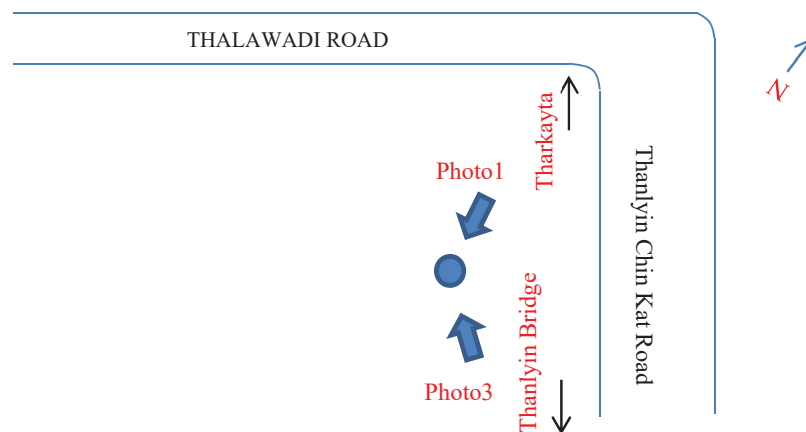 THALAWADI ROAD
N
Tharkayta
Photo1
Thanlyin Chin Kat Road
Thanlyin Bridge
Photo3